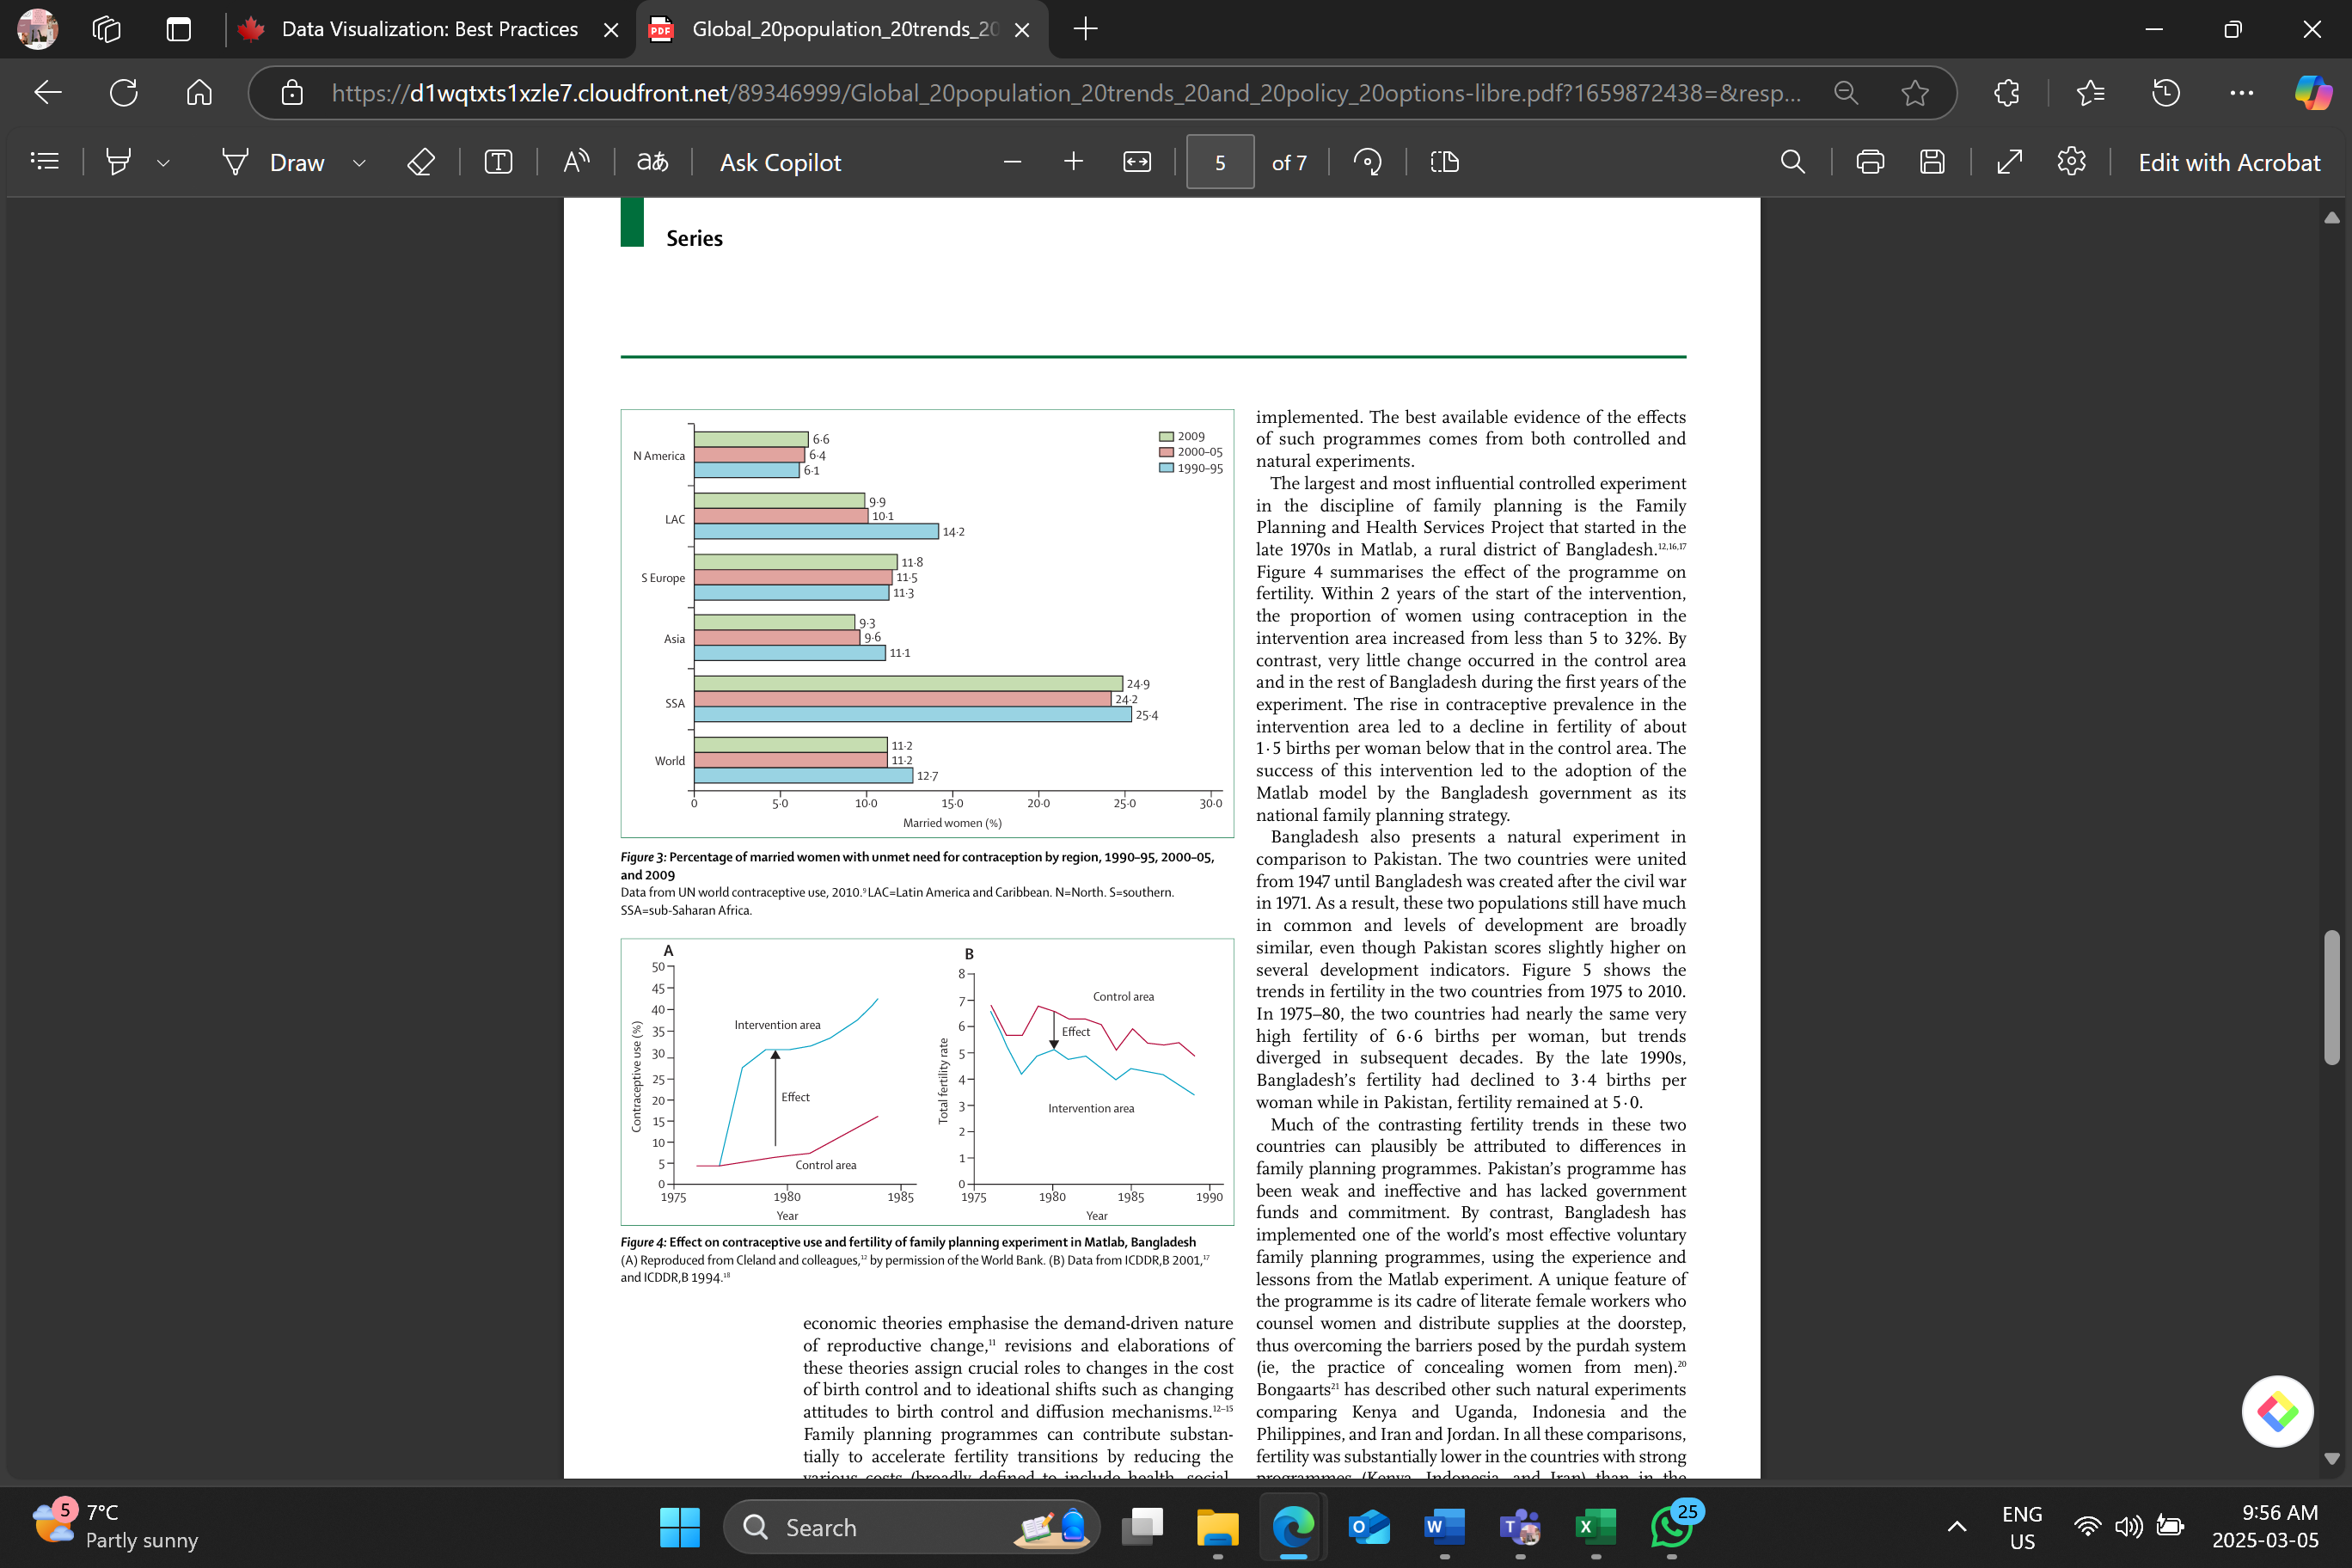 Data Visualization: Best Practices
Global_20population_20trends_20
https://d1wqtxts1xzle7.cloudfront.net/89346999/Global_20population_20trends_20and_20policy_20options-libre.pdf?1659872438=&resp...
Draw
aあ
Ask Copilot
5 of 7
Edit with Acrobat
Series
2009
2000–05
1990–95
N America
6·6
6·4
6·1
LAC
9·9
10·1
14·2
S Europe
11·8
11·5
11·3
Asia
9·3
9·6
11·1
SSA
24·9
24·2
25·4
World
11·2
11·2
12·7
0 5·0 10·0 15·0 20·0 25·0 30·0
Married women (%)
Figure 3: Percentage of married women with unmet need for contraception by region, 1990–95, 2000–05,
and 2009
Data from UN world contraceptive use, 2010.⁹ LAC=Latin America and Caribbean. N=North. S=southern.
SSA=sub-Saharan Africa.
A
50
45
40
35
30
25
20
15
10
5
0
Contraceptive use (%)
Intervention area
Effect
Control area
1975 1980 1985
Year
B
8
7
6
5
4
3
2
1
0
Total fertility rate
Control area
Effect
Intervention area
1975 1980 1985 1990
Year
Figure 4: Effect on contraceptive use and fertility of family planning experiment in Matlab, Bangladesh
(A) Reproduced from Cleland and colleagues,¹² by permission of the World Bank. (B) Data from ICDDR,B 2001,¹⁷
and ICDDR,B 1994.¹⁸
economic theories emphasise the demand-driven nature
of reproductive change,¹¹ revisions and elaborations of
these theories assign crucial roles to changes in the cost
of birth control and to ideational shifts such as changing
attitudes to birth control and diffusion mechanisms.¹²⁻¹⁵
Family planning programmes can contribute substan-
tially to accelerate fertility transitions by reducing the
various costs (broadly defined to include health, social,
implemented. The best available evidence of the effects
of such programmes comes from both controlled and
natural experiments.
The largest and most influential controlled experiment
in the discipline of family planning is the Family
Planning and Health Services Project that started in the
late 1970s in Matlab, a rural district of Bangladesh.¹²,¹⁶,¹⁷
Figure 4 summarises the effect of the programme on
fertility. Within 2 years of the start of the intervention,
the proportion of women using contraception in the
intervention area increased from less than 5 to 32%. By
contrast, very little change occurred in the control area
and in the rest of Bangladesh during the first years of the
experiment. The rise in contraceptive prevalence in the
intervention area led to a decline in fertility of about
1·5 births per woman below that in the control area. The
success of this intervention led to the adoption of the
Matlab model by the Bangladesh government as its
national family planning strategy.
Bangladesh also presents a natural experiment in
comparison to Pakistan. The two countries were united
from 1947 until Bangladesh was created after the civil war
in 1971. As a result, these two populations still have much
in common and levels of development are broadly
similar, even though Pakistan scores slightly higher on
several development indicators. Figure 5 shows the
trends in fertility in the two countries from 1975 to 2010.
In 1975–80, the two countries had nearly the same very
high fertility of 6·6 births per woman, but trends
diverged in subsequent decades. By the late 1990s,
Bangladesh's fertility had declined to 3·4 births per
woman while in Pakistan, fertility remained at 5·0.
Much of the contrasting fertility trends in these two
countries can plausibly be attributed to differences in
family planning programmes. Pakistan's programme has
been weak and ineffective and has lacked government
funds and commitment. By contrast, Bangladesh has
implemented one of the world's most effective voluntary
family planning programmes, using the experience and
lessons from the Matlab experiment. A unique feature of
the programme is its cadre of literate female workers who
counsel women and distribute supplies at the doorstep,
thus overcoming the barriers posed by the purdah system
(ie, the practice of concealing women from men).²⁰
Bongaarts²¹ has described other such natural experiments
comparing Kenya and Uganda, Indonesia and the
Philippines, and Iran and Jordan. In all these comparisons,
fertility was substantially lower in the countries with strong
programmes (Kenya, Indonesia, and Iran) than in the
5
7°C
Partly sunny
Search
25
ENG
US
9:56 AM
2025-03-05